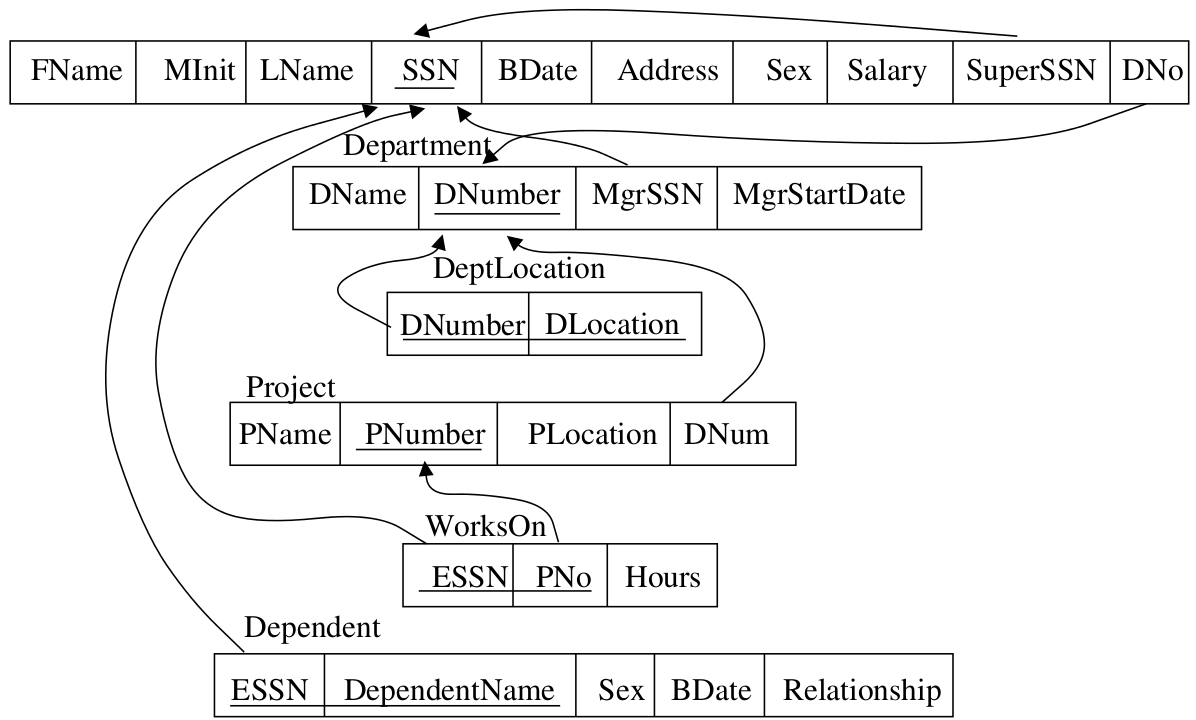 FName MInit LName SSN BDate Address Sex Salary SuperSSN DNo
Department
DName DNumber MgrSSN MgrStartDate
DeptLocation
DNumber DLocation
Project
PName PNumber PLocation DNum
WorksOn
ESSN PNo Hours
Dependent
ESSN DependentName Sex BDate Relationship